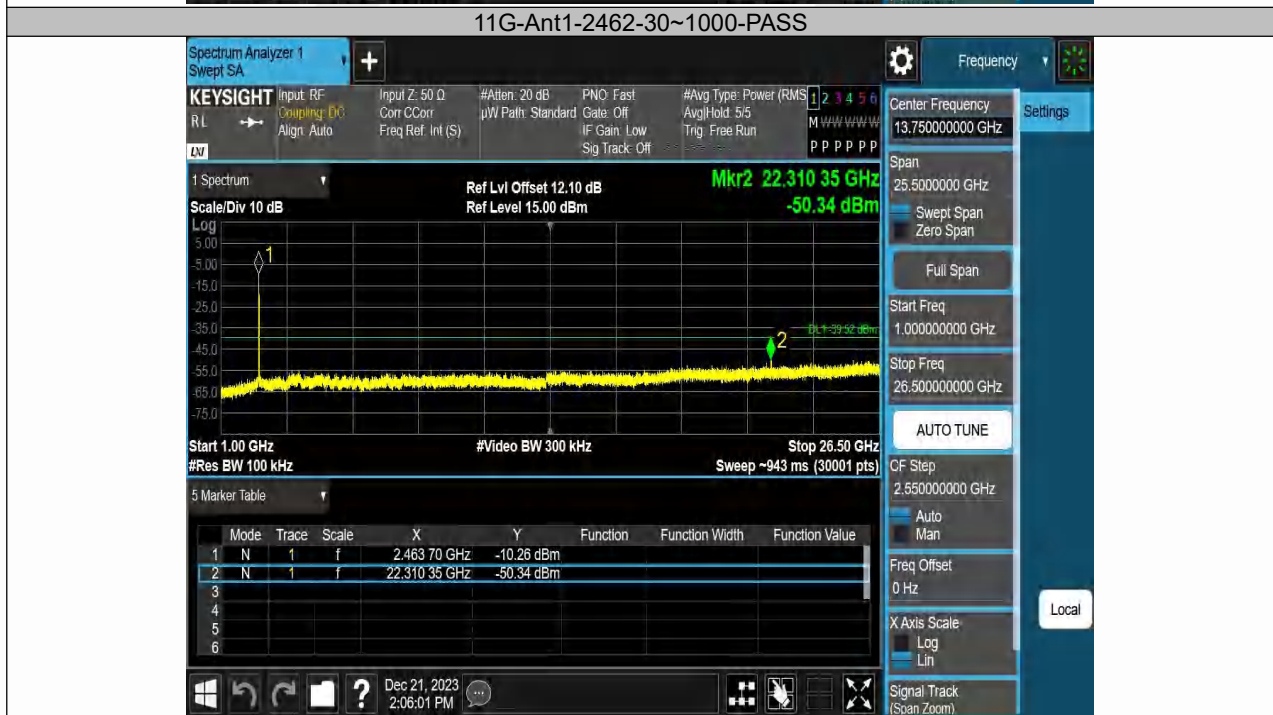 11G-Ant1-2462-30~1000-PASS
Spectrum Analyzer 1
Swept SA
+
Frequency
KEYSIGHT
RL
LXI
Input: RF
Coupling: DC
Align: Auto
Input Z: 50 Ω
Corr CCorr
Freq Ref: Int (S)
#Atten: 20 dB
µW Path: Standard
PNO: Fast
Gate: Off
IF Gain: Low
Sig Track: Off
#Avg Type: Power (RMS
Avg|Hold: 5/5
Trig: Free Run
1 2 3 4 5 6
M W W W W W
P P P P P P
Center Frequency
13.750000000 GHz
Settings
1 Spectrum
Ref Lvl Offset 12.10 dB
Mkr2 22.310 35 GHz
Scale/Div 10 dB
Ref Level 15.00 dBm
-50.34 dBm
Log
5.00
-5.00
-15.0
-25.0
-35.0
-45.0
-55.0
-65.0
-75.0
1
2
DL1 -39.52 dBm
Start 1.00 GHz
#Video BW 300 kHz
Stop 26.50 GHz
#Res BW 100 kHz
Sweep ~943 ms (30001 pts)
Span
25.5000000 GHz
Swept Span
Zero Span
Full Span
Start Freq
1.000000000 GHz
Stop Freq
26.500000000 GHz
AUTO TUNE
CF Step
2.550000000 GHz
Auto
Man
Freq Offset
0 Hz
X Axis Scale
Log
Lin
Signal Track
(Span Zoom)
Local
5 Marker Table
Mode Trace Scale X Y Function Function Width Function Value
1 N 1 f 2.463 70 GHz -10.26 dBm
2 N 1 f 22.310 35 GHz -50.34 dBm
3
4
5
6
?
Dec 21, 2023
2:06:01 PM